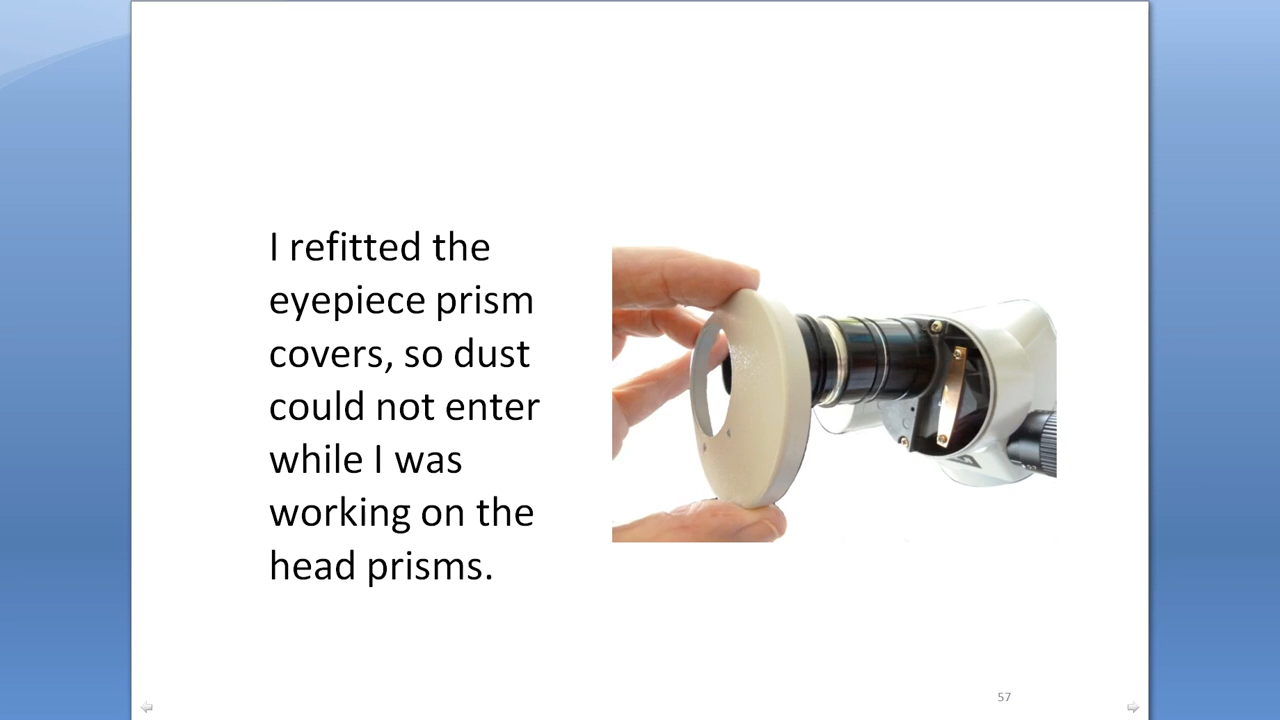 I refitted the
eyepiece prism
covers, so dust
could not enter
while I was
working on the
head prisms.
57